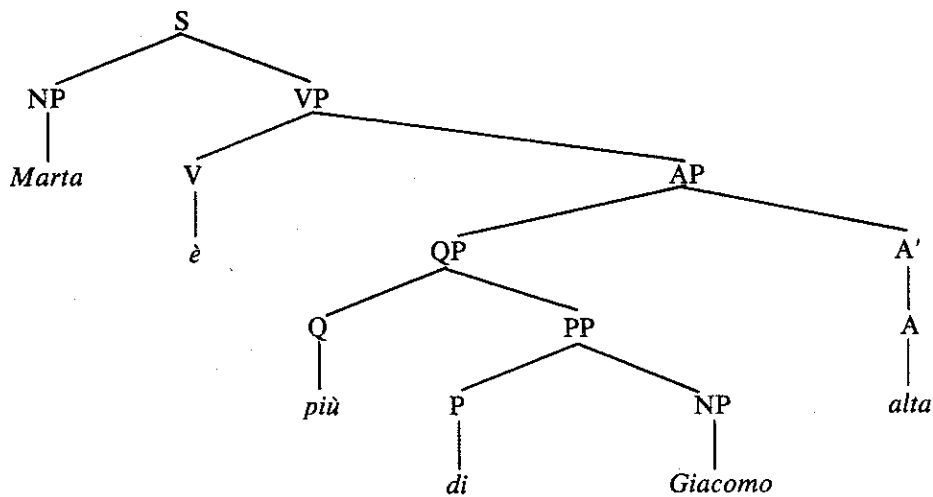 S
NP VP
Marta V AP
è QP A'
Q PP A
più P NP alta
di Giacomo